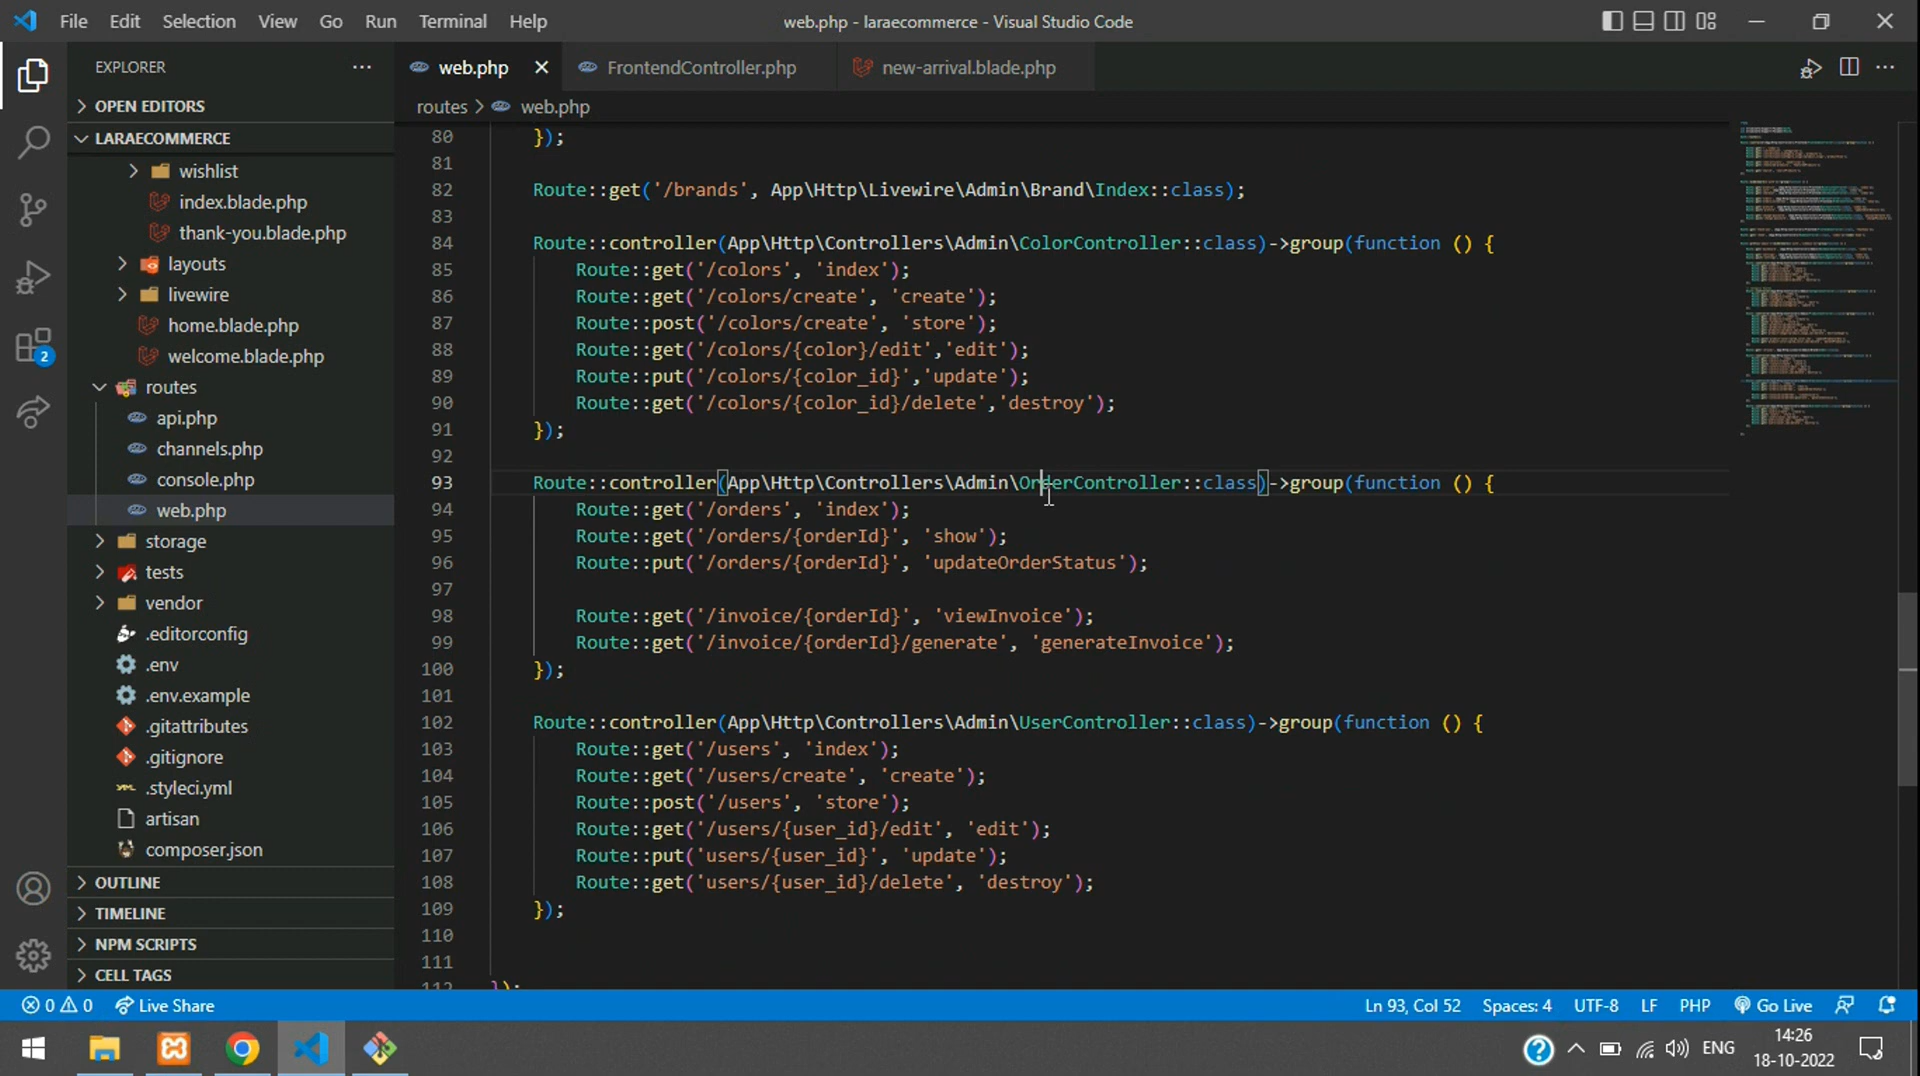 File Edit Selection View Go Run Terminal Help
web.php - laraecommerce - Visual Studio Code
EXPLORER
OPEN EDITORS
LARAECOMMERCE
wishlist
index.blade.php
thank-you.blade.php
layouts
livewire
home.blade.php
welcome.blade.php
routes
api.php
channels.php
console.php
web.php
storage
tests
vendor
.editorconfig
.env
.env.example
.gitattributes
.gitignore
.styleci.yml
artisan
composer.json
OUTLINE
TIMELINE
NPM SCRIPTS
CELL TAGS
2
web.php FrontendController.php new-arrival.blade.php
routes > web.php
80 });
81
82 Route::get('/brands', App\Http\Livewire\Admin\Brand\Index::class);
83
84 Route::controller(App\Http\Controllers\Admin\ColorController::class)->group(function () {
85 Route::get('/colors', 'index');
86 Route::get('/colors/create', 'create');
87 Route::post('/colors/create', 'store');
88 Route::get('/colors/{color}/edit','edit');
89 Route::put('/colors/{color_id}','update');
90 Route::get('/colors/{color_id}/delete','destroy');
91 });
92
93 Route::controller(App\Http\Controllers\Admin\OrderController::class)->group(function () {
94 Route::get('/orders', 'index');
95 Route::get('/orders/{orderId}', 'show');
96 Route::put('/orders/{orderId}', 'updateOrderStatus');
97
98 Route::get('/invoice/{orderId}', 'viewInvoice');
99 Route::get('/invoice/{orderId}/generate', 'generateInvoice');
100 });
101
102 Route::controller(App\Http\Controllers\Admin\UserController::class)->group(function () {
103 Route::get('/users', 'index');
104 Route::get('/users/create', 'create');
105 Route::post('/users', 'store');
106 Route::get('/users/{user_id}/edit', 'edit');
107 Route::put('users/{user_id}', 'update');
108 Route::get('users/{user_id}/delete', 'destroy');
109 });
110
111
112 });
0 0 Live Share
Ln 93, Col 52 Spaces: 4 UTF-8 LF PHP Go Live
ENG
14:26
18-10-2022